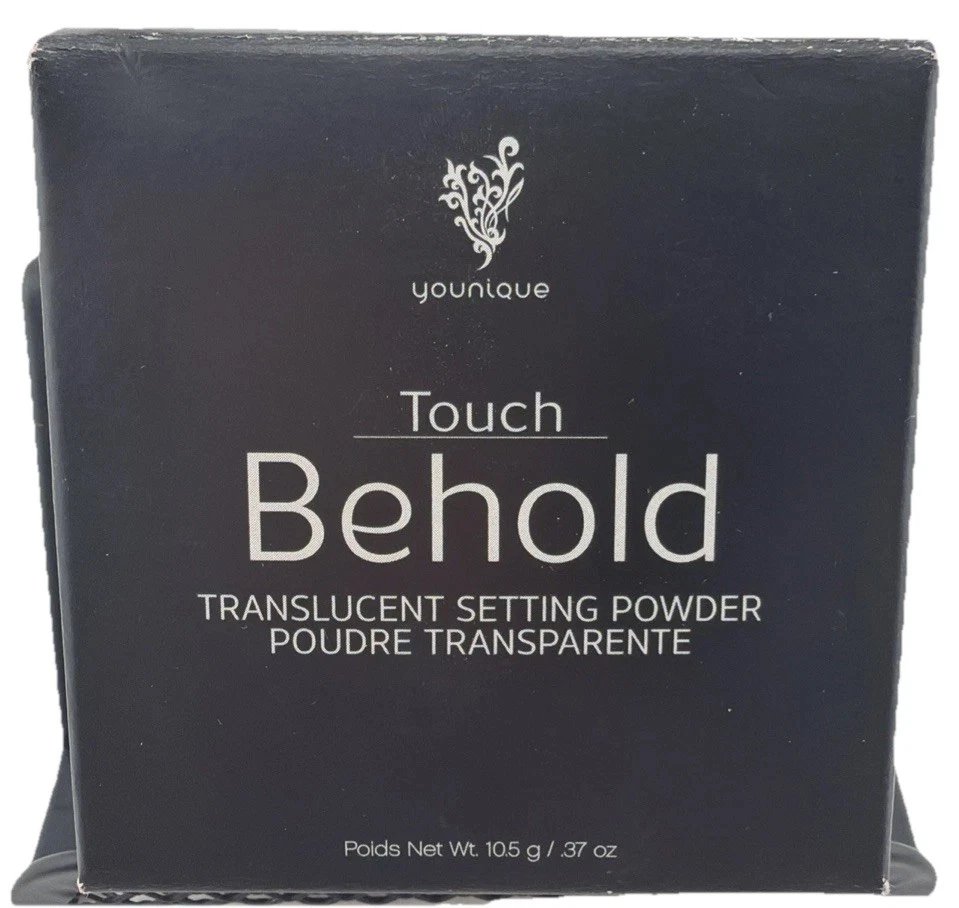 younique
Touch
Behold
TRANSLUCENT SETTING POWDER
POUDRE TRANSPARENTE
Poids Net Wt. 10.5 g / .37 oz